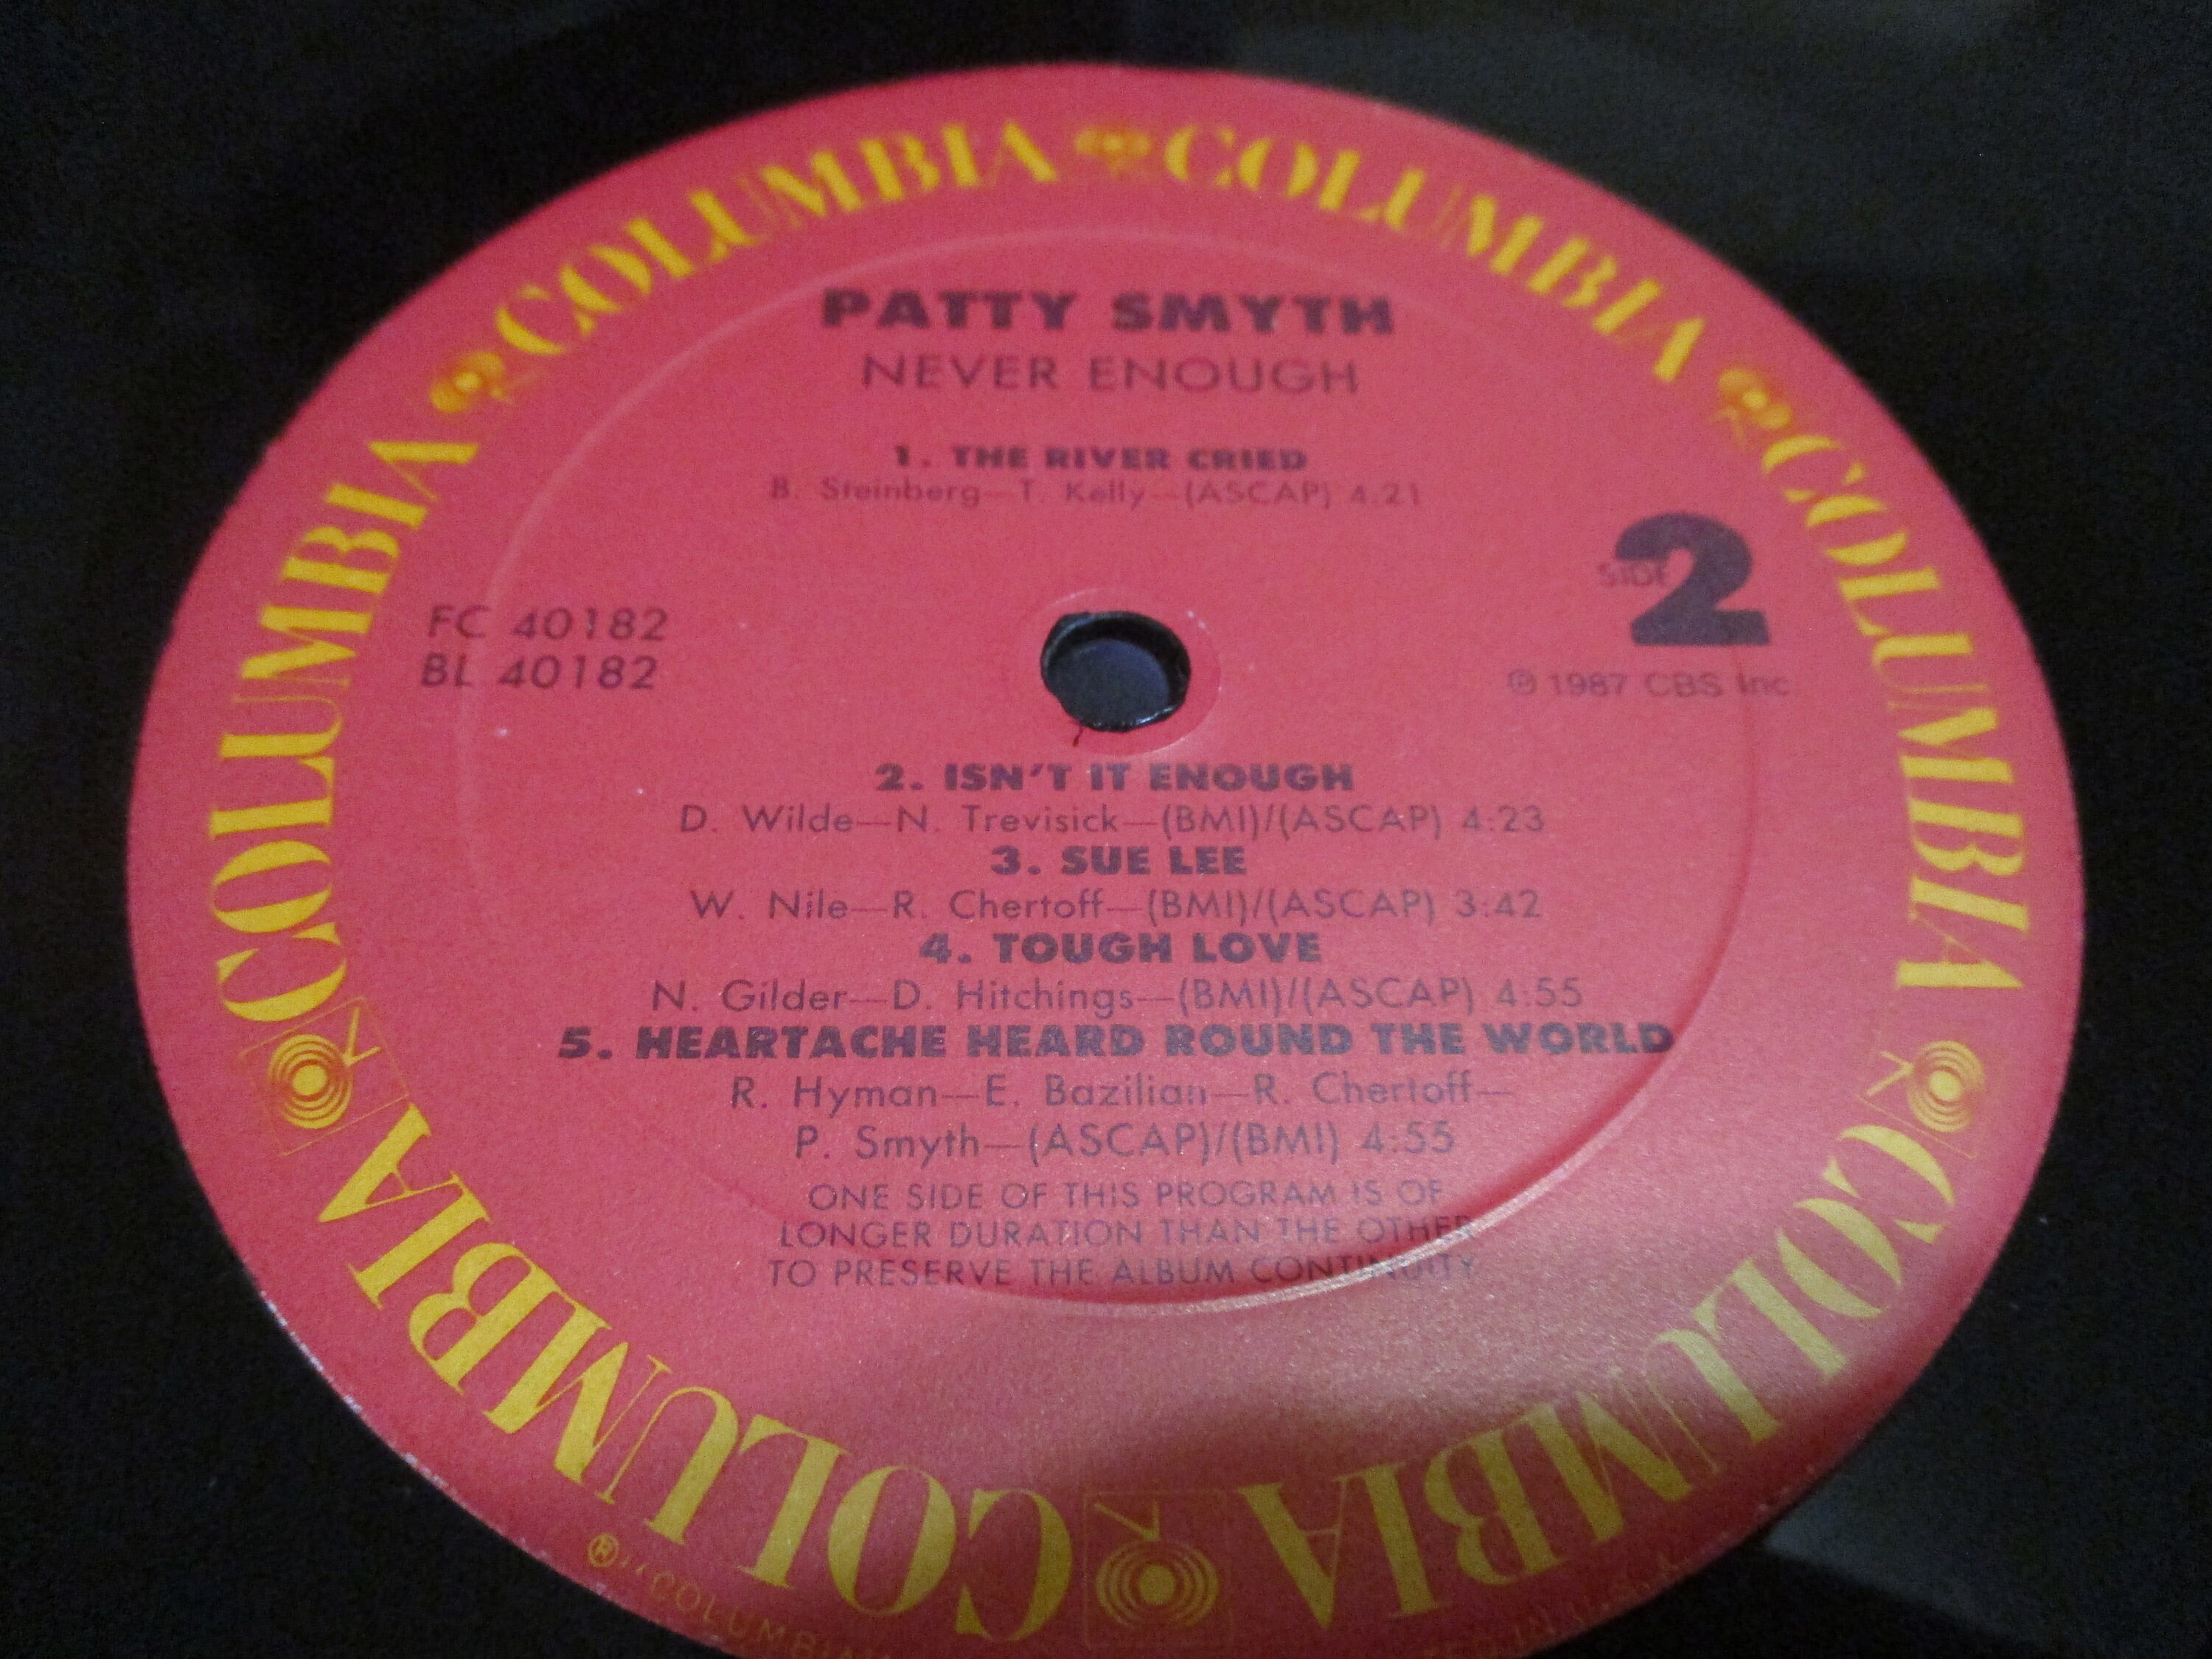 COLUMBIA COLUMBIA COLUMBIA COLUMBIA COLUMBIA COLUMBIA
PATTY SMYTH
NEVER ENOUGH
1. THE RIVER CRIED
B. Steinberg—T. Kelly—(ASCAP) 4:21
SIDE 2
FC 40182
BL 40182
℗ 1987 CBS Inc.
2. ISN'T IT ENOUGH
D. Wilde—N. Trevisick—(BMI)/(ASCAP) 4:23
3. SUE LEE
W. Nile—R. Chertoff—(BMI)/(ASCAP) 3:42
4. TOUGH LOVE
N. Gilder—D. Hitchings—(BMI)/(ASCAP) 4:55
5. HEARTACHE HEARD ROUND THE WORLD
R. Hyman—E. Bazilian—R. Chertoff—
P. Smyth—(ASCAP)/(BMI) 4:55
ONE SIDE OF THIS PROGRAM IS OF
LONGER DURATION THAN THE OTHER
TO PRESERVE THE ALBUM CONTINUITY
® "COLUMBIA